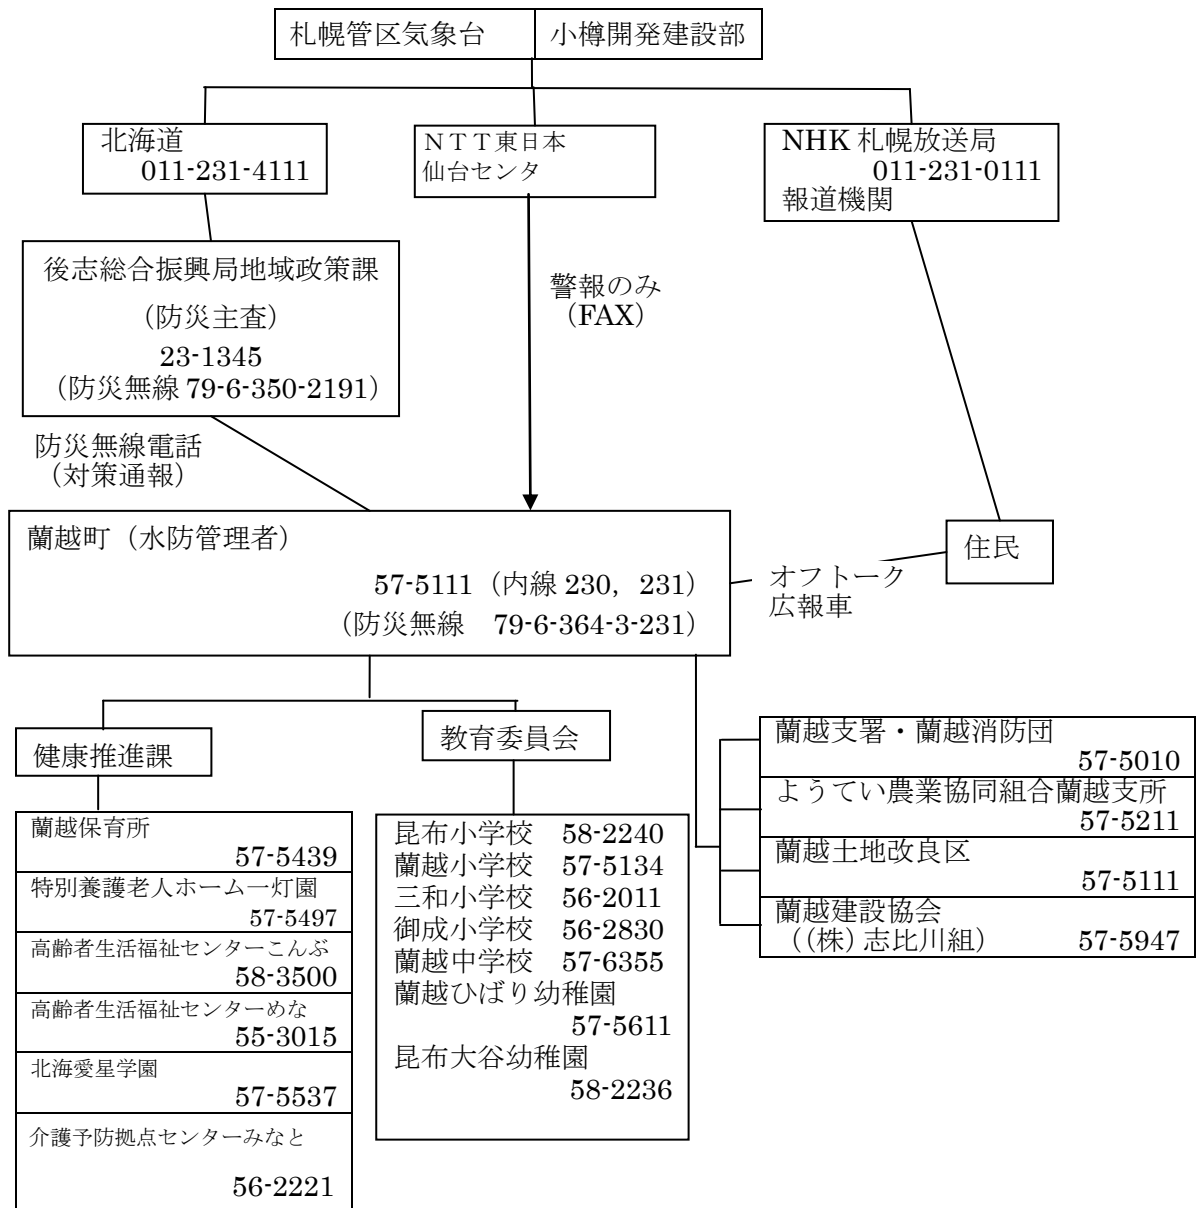 札幌管区気象台
小樽開発建設部
北海道
011-231-4111
ＮＴＴ東日本
仙台センタ
NHK 札幌放送局
011-231-0111
報道機関
後志総合振興局地域政策課
（防災主査）
23-1345
（防災無線 79-6-350-2191）
警報のみ
（FAX）
防災無線電話
（対策通報）
蘭越町（水防管理者）
57-5111（内線 230，231）
（防災無線　79-6-364-3-231）
住民
オフトーク
広報車
健康推進課
蘭越保育所
57-5439
特別養護老人ホーム一灯園
57-5497
高齢者生活福祉センターこんぶ
58-3500
高齢者生活福祉センターめな
55-3015
北海愛星学園
57-5537
介護予防拠点センターみなと
56-2221
教育委員会
昆布小学校　58-2240
蘭越小学校　57-5134
三和小学校　56-2011
御成小学校　56-2830
蘭越中学校　57-6355
蘭越ひばり幼稚園
57-5611
昆布大谷幼稚園
58-2236
蘭越支署・蘭越消防団
57-5010
ようてい農業協同組合蘭越支所
57-5211
蘭越土地改良区
57-5111
蘭越建設協会
（(株) 志比川組）　57-5947